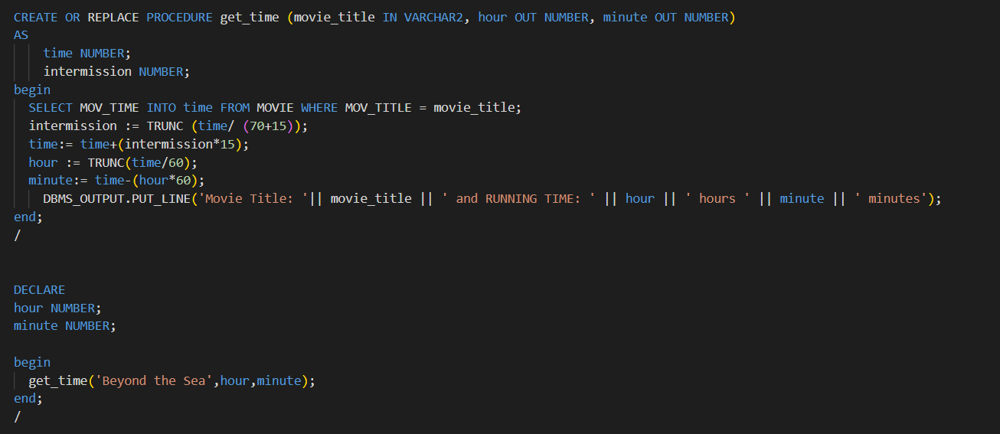 CREATE OR REPLACE PROCEDURE get_time (movie_title IN VARCHAR2, hour OUT NUMBER, minute OUT NUMBER)
AS
time NUMBER;
intermission NUMBER;
begin
SELECT MOV_TIME INTO time FROM MOVIE WHERE MOV_TITLE = movie_title;
intermission := TRUNC (time/ (70+15));
time:= time+(intermission*15);
hour := TRUNC(time/60);
minute:= time-(hour*60);
DBMS_OUTPUT.PUT_LINE('Movie Title: '|| movie_title || ' and RUNNING TIME: ' || hour || ' hours ' || minute || ' minutes');
end;
/
DECLARE
hour NUMBER;
minute NUMBER;
begin
get_time('Beyond the Sea',hour,minute);
end;
/